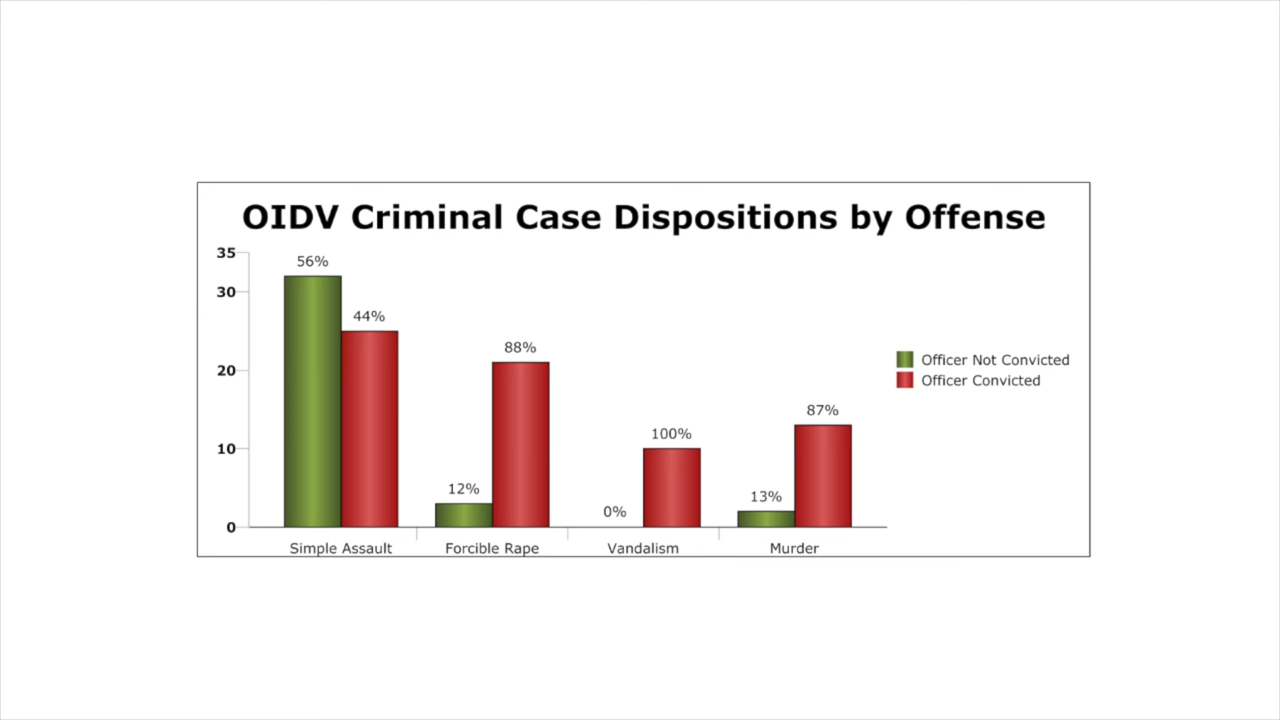 OIDV Criminal Case Dispositions by Offense
35
30
20
10
0
56%
44%
12%
88%
0%
100%
13%
87%
Simple Assault
Forcible Rape
Vandalism
Murder
Officer Not Convicted
Officer Convicted